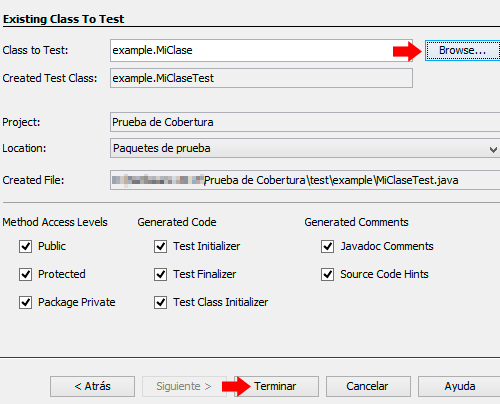 Existing Class To Test
Class to Test: example.MiClase Browse...
Created Test Class: example.MiClaseTest
Project: Prueba de Cobertura
Location: Paquetes de prueba
Created File: \Prueba de Cobertura\test\example\MiClaseTest.java
Method Access Levels Generated Code Generated Comments
Public Test Initializer Javadoc Comments
Protected Test Finalizer Source Code Hints
Package Private Test Class Initializer
< Atrás Siguiente > Terminar Cancelar Ayuda